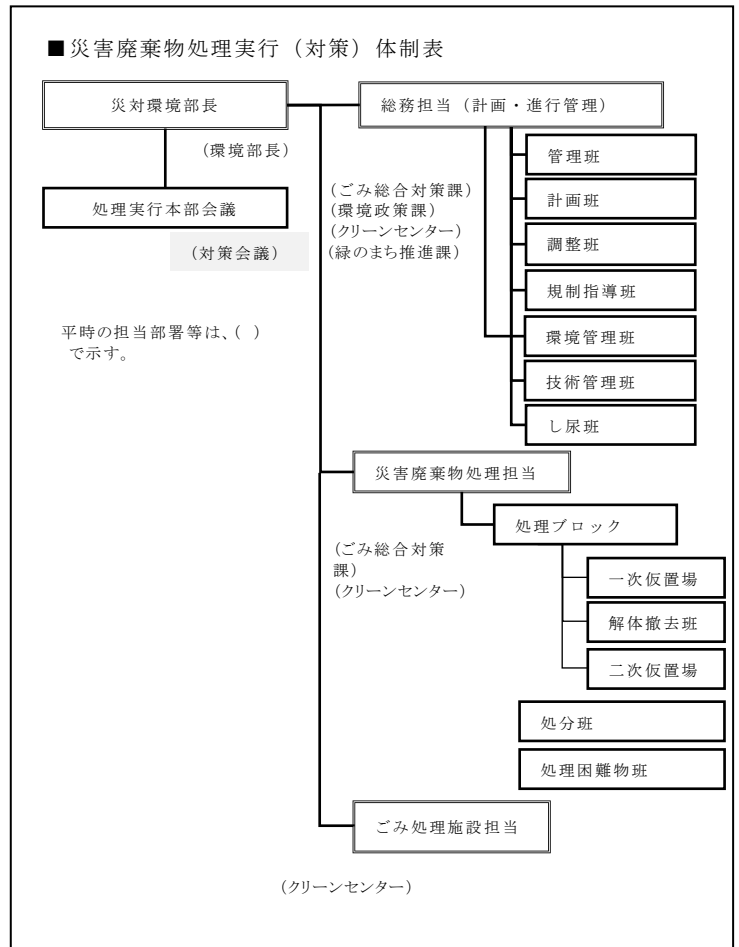 ■災害廃棄物処理実行（対策）体制表
災対環境部長
総務担当（計画・進行管理）
（環境部長）
処理実行本部会議
（対策会議）
（ごみ総合対策課）
（環境政策課）
（クリーンセンター）
（緑のまち推進課）
管理班
計画班
調整班
規制指導班
環境管理班
技術管理班
し尿班
平時の担当部署等は、（　）
で示す。
災害廃棄物処理担当
処理ブロック
（ごみ総合対策
課）
（クリーンセンター）
一次仮置場
解体撤去班
二次仮置場
処分班
処理困難物班
ごみ処理施設担当
（クリーンセンター）